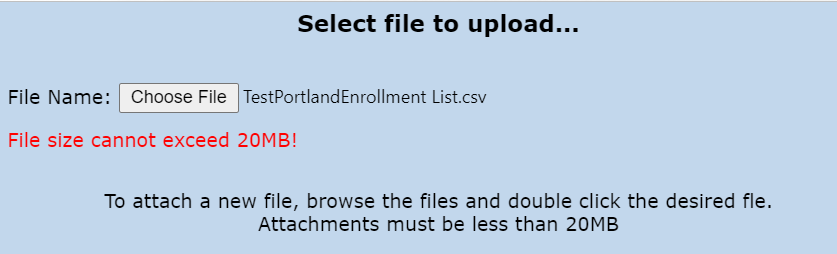 Select file to upload...
File Name: Choose File TestPortlandEnrollment List.csv
File size cannot exceed 20MB!
To attach a new file, browse the files and double click the desired fle.
Attachments must be less than 20MB